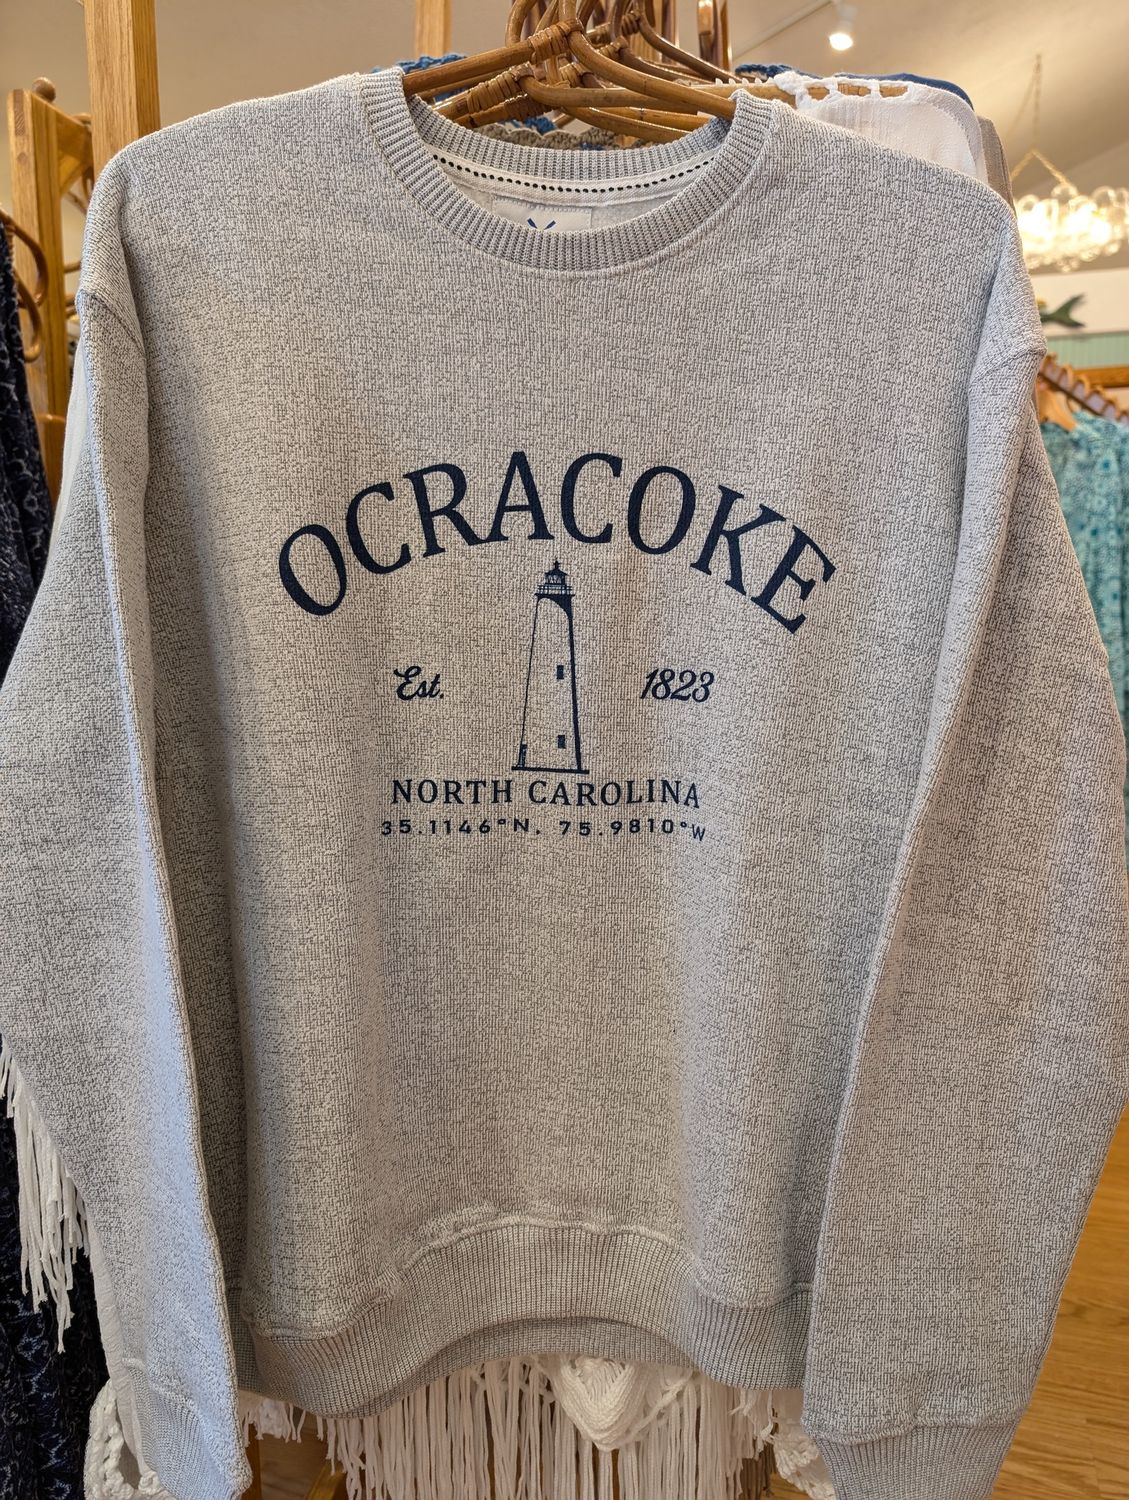 OCRACOKE
Est. 1823
NORTH CAROLINA
35.1146°N, 75.9810°W